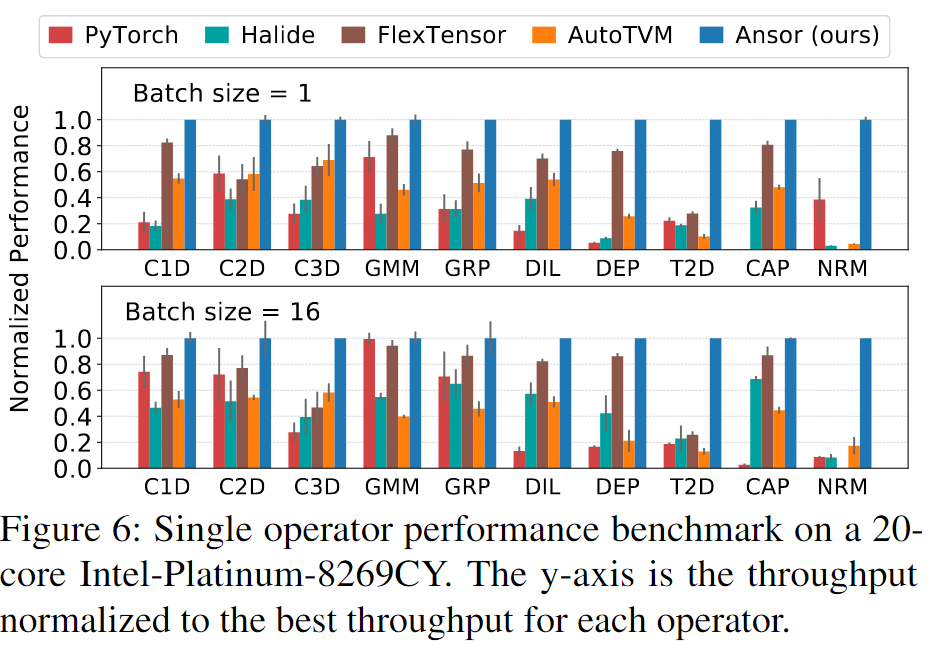 PyTorch Halide FlexTensor AutoTVM Ansor (ours)
Normalized Performance
Batch size = 1
1.0
0.8
0.6
0.4
0.2
0.0
C1D C2D C3D GMM GRP DIL DEP T2D CAP NRM
Batch size = 16
1.0
0.8
0.6
0.4
0.2
0.0
C1D C2D C3D GMM GRP DIL DEP T2D CAP NRM
Figure 6: Single operator performance benchmark on a 20-
core Intel-Platinum-8269CY. The y-axis is the throughput
normalized to the best throughput for each operator.